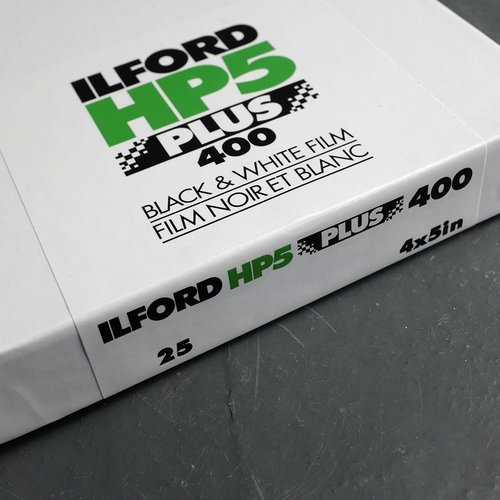 ILFORD
HP5
PLUS
400
BLACK & WHITE FILM
FILM NOIR ET BLANC
ILFORD HP5 PLUS 400
25 4x5in